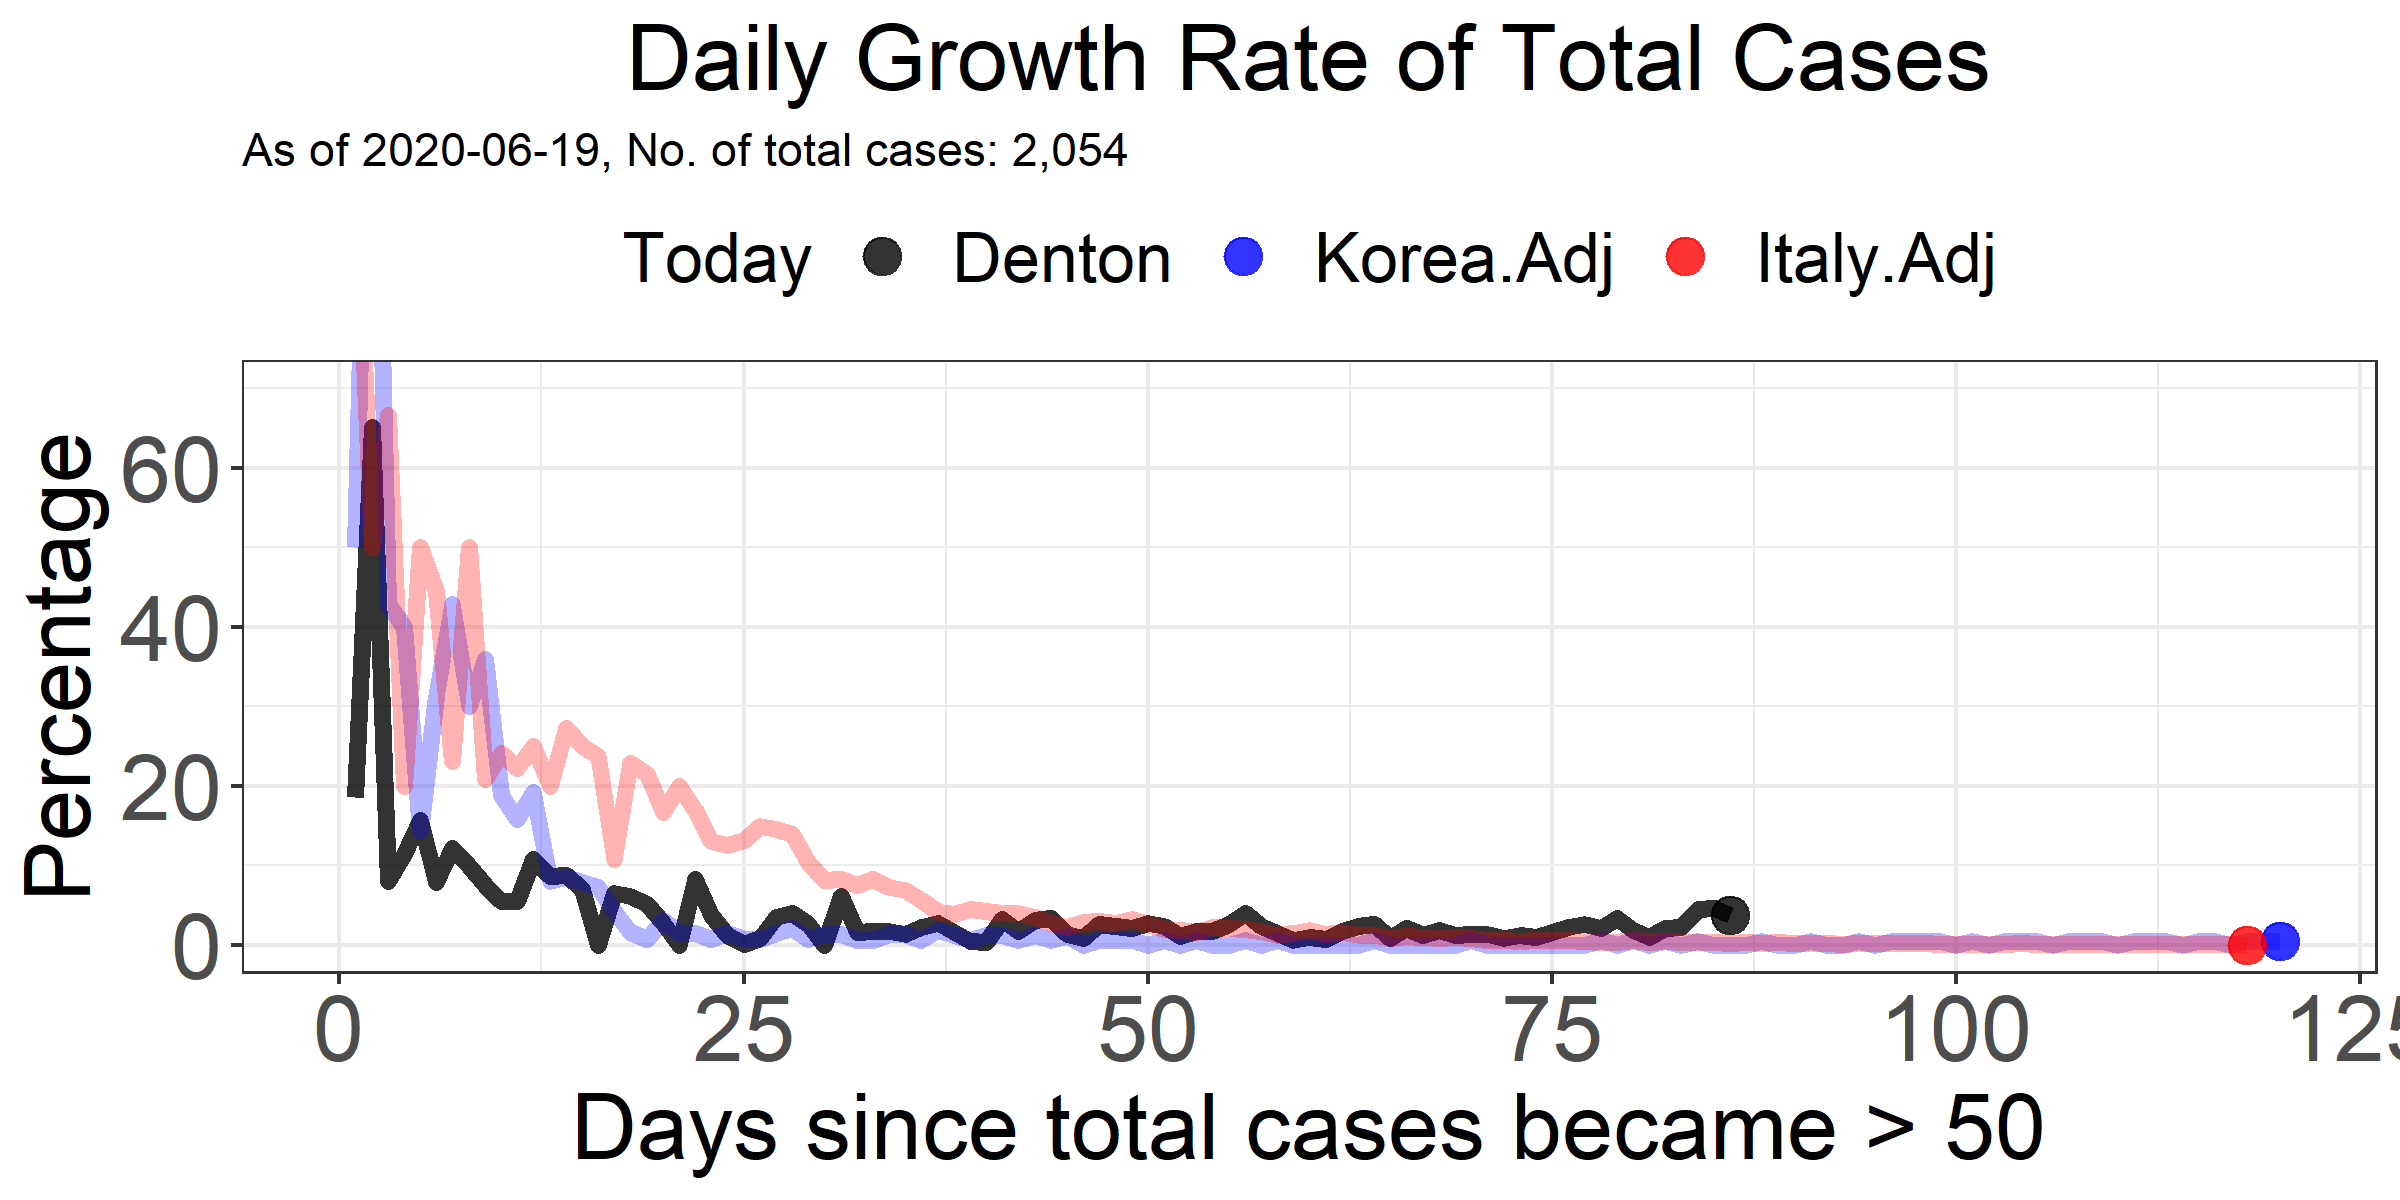 Daily Growth Rate of Total Cases
As of 2020-06-19, No. of total cases: 2,054
Today Denton Korea.Adj Italy.Adj
Percentage
60
40
20
0
0 25 50 75 100 125
Days since total cases became > 50